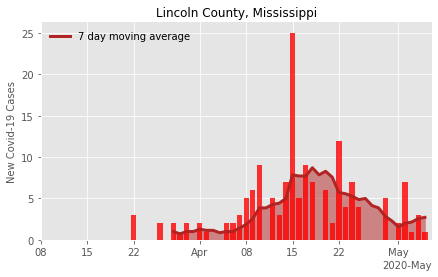 Lincoln County, Mississippi
7 day moving average
New Covid-19 Cases
25
20
15
10
5
0
08 15 22 Apr 08 15 22 May
2020-May